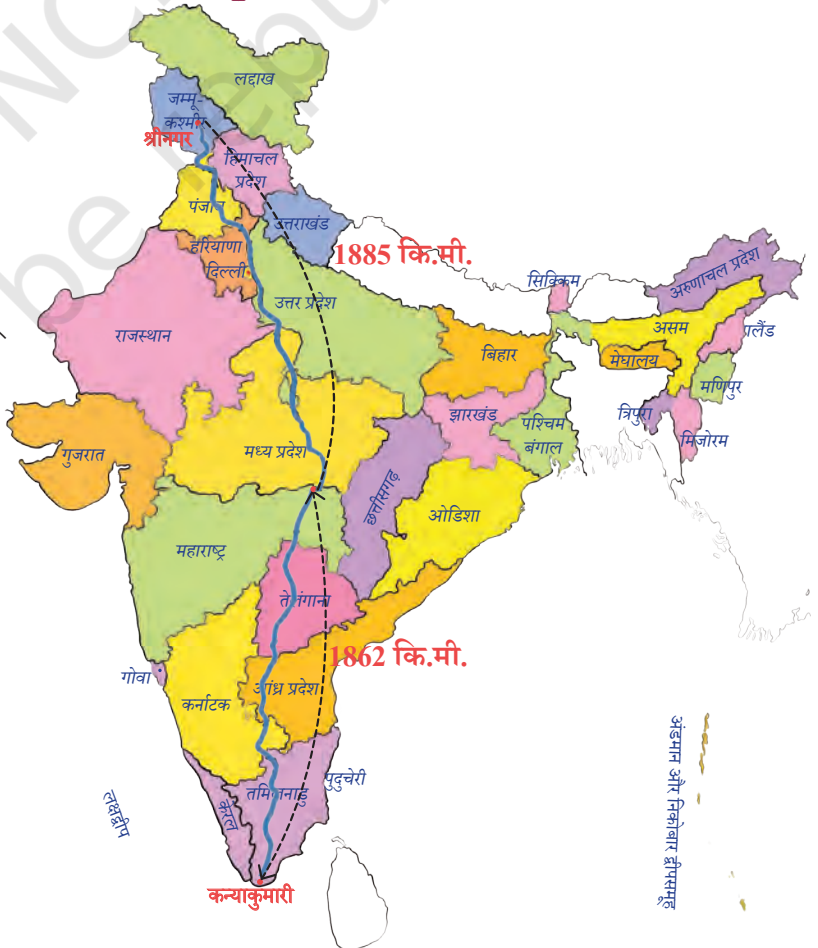 लद्दाख
जम्मू-
कश्मीर
श्रीनगर
हिमाचल
प्रदेश
पंजाब
उत्तराखंड
हरियाणा
1885 कि.मी.
दिल्ली
अरुणाचल प्रदेश
सिक्किम
उत्तर प्रदेश
राजस्थान
असम
बिहार
मेघालय
मणिपुर
झारखंड
त्रिपुरा
पश्चिम
बंगाल
मिजोरम
गुजरात
मध्य प्रदेश
छत्तीसगढ़
ओडिशा
महाराष्ट्र
तेलंगाना
1862 कि.मी.
गोवा
कर्नाटक
आंध्र प्रदेश
पुदुचेरी
तमिलनाडु
केरल
लक्षद्वीप
अंडमान और निकोबार द्वीपसमूह
कन्याकुमारी